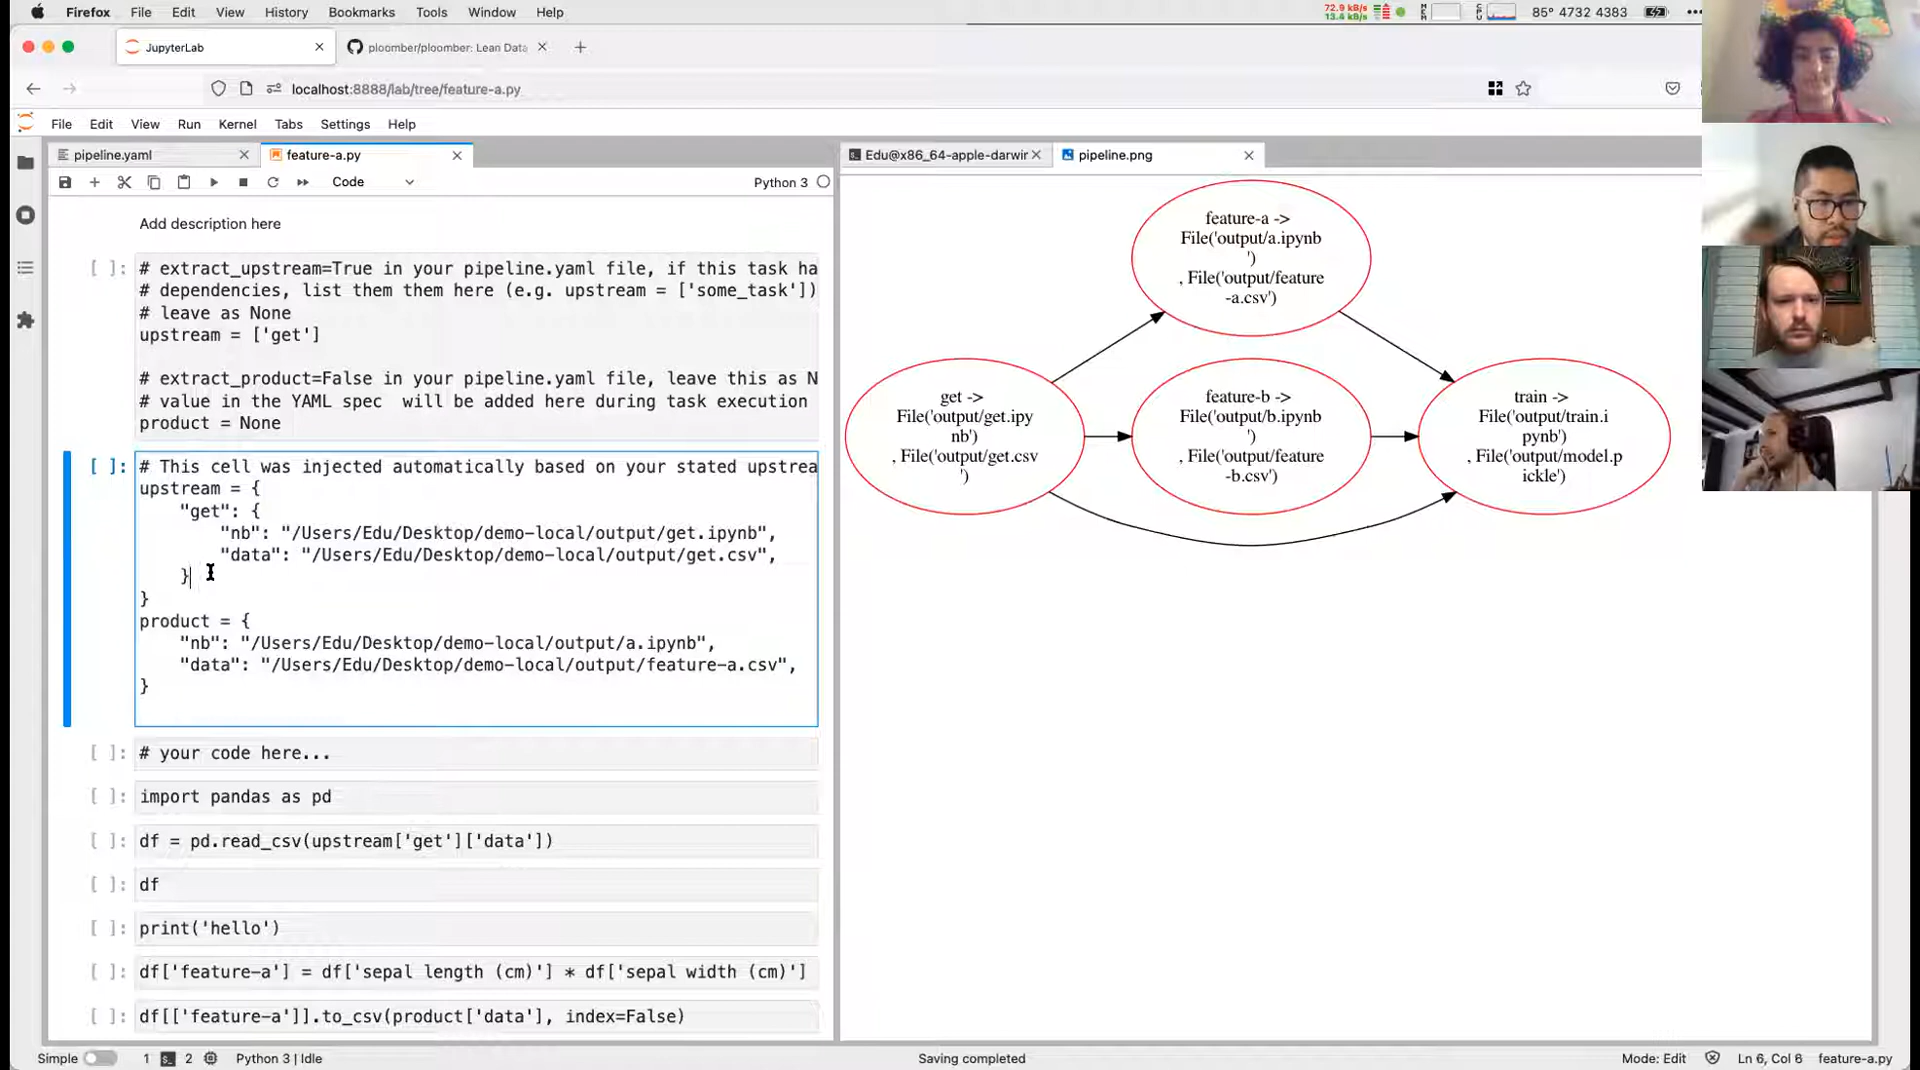 Firefox File Edit View History Bookmarks Tools Window Help
72.9 kB/s
13.4 kB/s
85° 4732 4383
JupyterLab
ploomber/ploomber: Lean Data
localhost:8888/lab/tree/feature-a.py
File Edit View Run Kernel Tabs Settings Help
pipeline.yaml
feature-a.py
Code
Python 3
Add description here
[ ]: # extract_upstream=True in your pipeline.yaml file, if this task ha
# dependencies, list them them here (e.g. upstream = ['some_task'])
# leave as None
upstream = ['get']
# extract_product=False in your pipeline.yaml file, leave this as N
# value in the YAML spec  will be added here during task execution
product = None
[ ]: # This cell was injected automatically based on your stated upstrea
upstream = {
"get": {
"nb": "/Users/Edu/Desktop/demo-local/output/get.ipynb",
"data": "/Users/Edu/Desktop/demo-local/output/get.csv",
}
}
product = {
"nb": "/Users/Edu/Desktop/demo-local/output/a.ipynb",
"data": "/Users/Edu/Desktop/demo-local/output/feature-a.csv",
}
[ ]: # your code here...
[ ]: import pandas as pd
[ ]: df = pd.read_csv(upstream['get']['data'])
[ ]: df
[ ]: print('hello')
[ ]: df['feature-a'] = df['sepal length (cm)'] * df['sepal width (cm)']
[ ]: df[['feature-a']].to_csv(product['data'], index=False)
Edu@x86_64-apple-darwin
pipeline.png
feature-a ->
File('output/a.ipynb
')
, File('output/feature
-a.csv')
get ->
File('output/get.ipy
nb')
, File('output/get.csv
')
feature-b ->
File('output/b.ipynb
')
, File('output/feature
-b.csv')
train ->
File('output/train.i
pynb')
, File('output/model.p
ickle')
Simple 1 2 Python 3 | Idle
Saving completed
Mode: Edit Ln 6, Col 6 feature-a.py